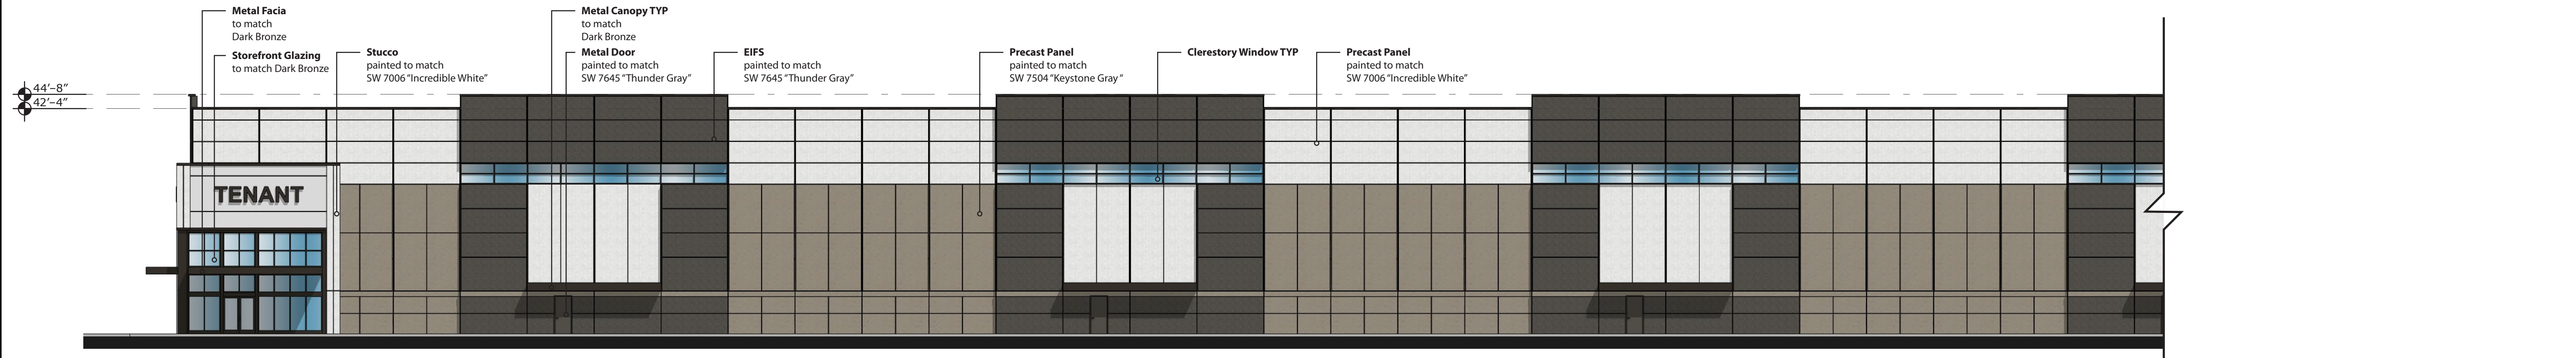 Metal Facia
to match
Dark Bronze
Storefront Glazing
to match Dark Bronze
Stucco
painted to match
SW 7006 “Incredible White”
Metal Canopy TYP
to match
Dark Bronze
Metal Door
painted to match
SW 7645 “Thunder Gray”
EIFS
painted to match
SW 7645 “Thunder Gray”
Precast Panel
painted to match
SW 7504 “Keystone Gray”
Clerestory Window TYP
Precast Panel
painted to match
SW 7006 “Incredible White”
44’–8”
42’–4”
TENANT